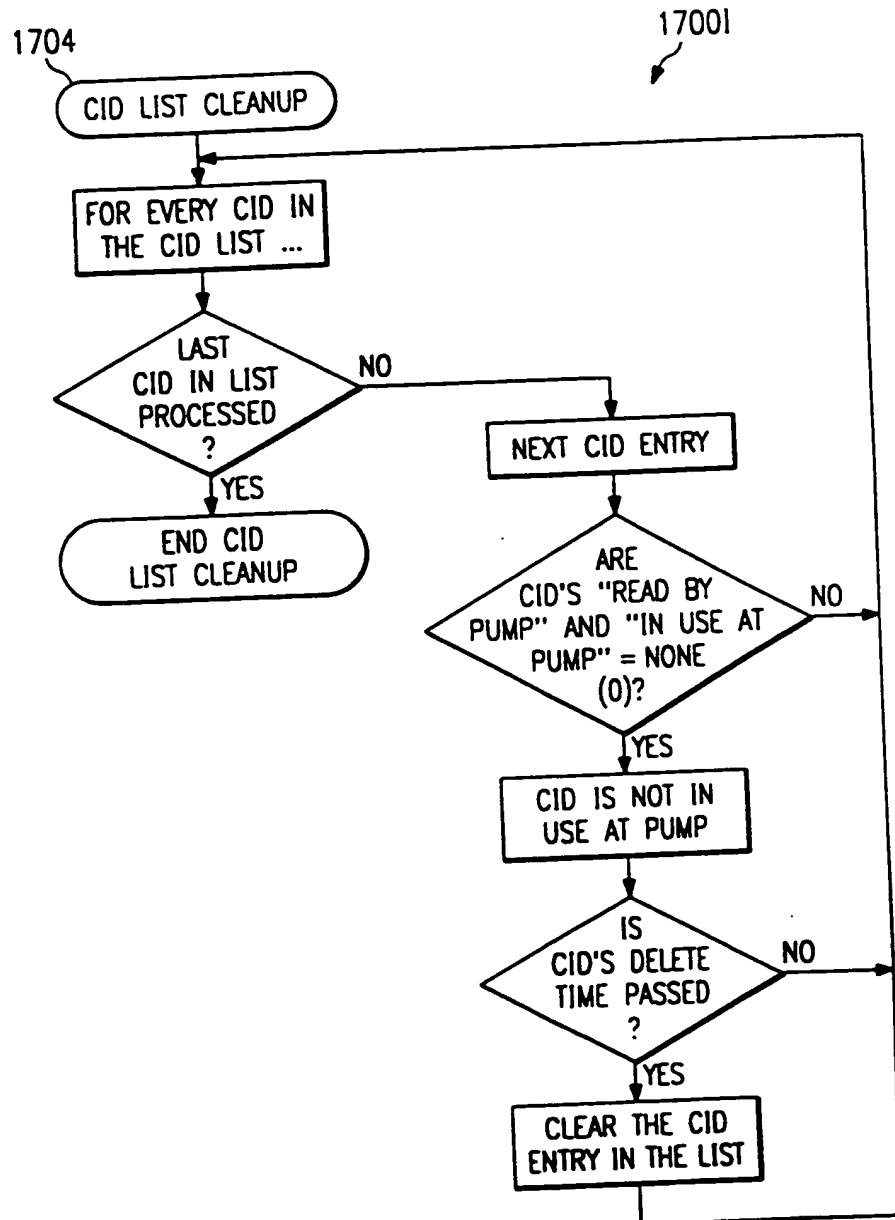 1704
17001
CID LIST CLEANUP
FOR EVERY CID IN
THE CID LIST ...
LAST
CID IN LIST
PROCESSED
?
NO
YES
END CID
LIST CLEANUP
NEXT CID ENTRY
ARE
CID'S "READ BY
PUMP" AND "IN USE AT
PUMP" = NONE
(0)?
NO
YES
CID IS NOT IN
USE AT PUMP
IS
CID'S DELETE
TIME PASSED
?
NO
YES
CLEAR THE CID
ENTRY IN THE LIST